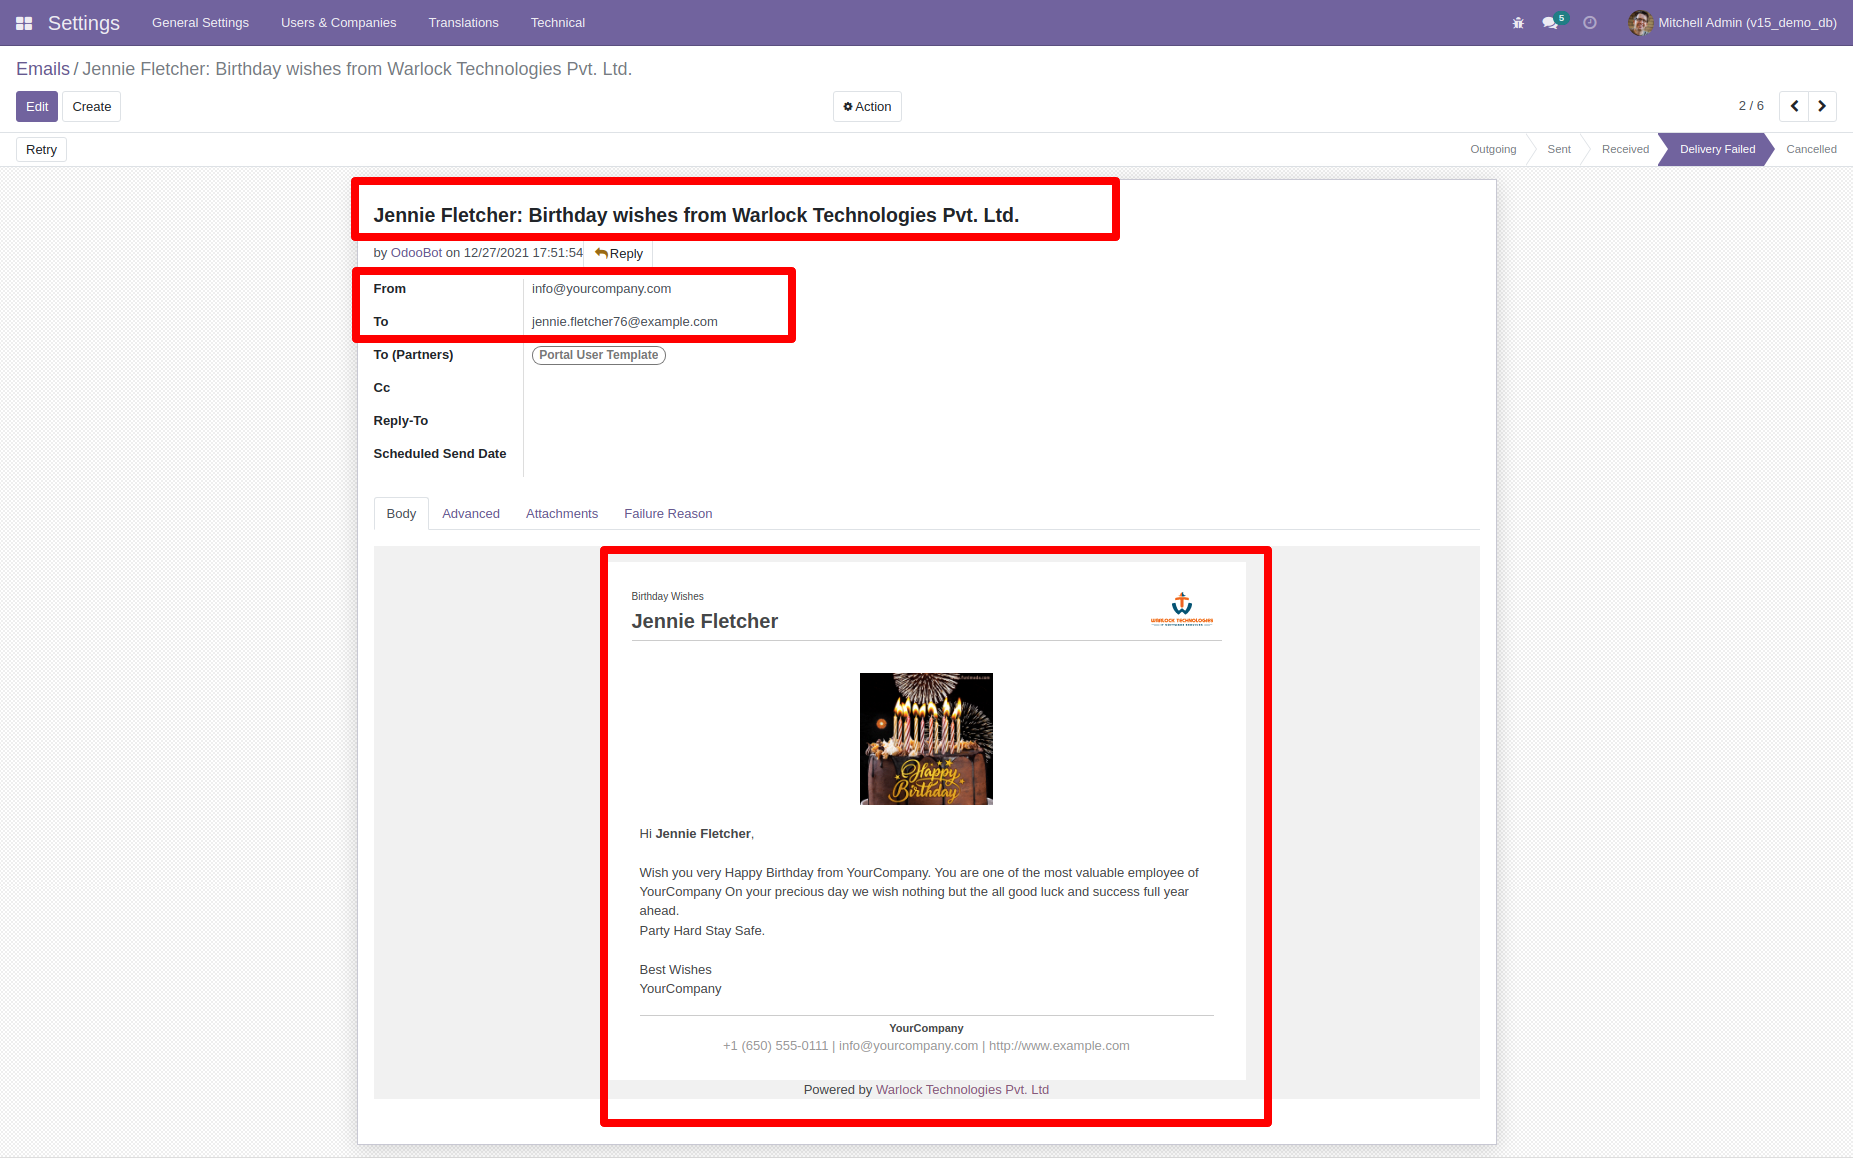 Settings General Settings Users & Companies Translations Technical 5 Mitchell Admin (v15_demo_db)
Emails / Jennie Fletcher: Birthday wishes from Warlock Technologies Pvt. Ltd.
Edit Create Action 2 / 6
Retry Outgoing Sent Received Delivery Failed Cancelled
Jennie Fletcher: Birthday wishes from Warlock Technologies Pvt. Ltd.
by OdooBot on 12/27/2021 17:51:54 Reply
From info@yourcompany.com
To jennie.fletcher76@example.com
To (Partners) Portal User Template
Cc
Reply-To
Scheduled Send Date
Body Advanced Attachments Failure Reason
Birthday Wishes
Jennie Fletcher
WARLOCK TECHNOLOGIES
Happy
Birthday
Hi Jennie Fletcher,
Wish you very Happy Birthday from YourCompany. You are one of the most valuable employee of
YourCompany On your precious day we wish nothing but the all good luck and success full year
ahead.
Party Hard Stay Safe.
Best Wishes
YourCompany
YourCompany
+1 (650) 555-0111 | info@yourcompany.com | http://www.example.com
Powered by Warlock Technologies Pvt. Ltd